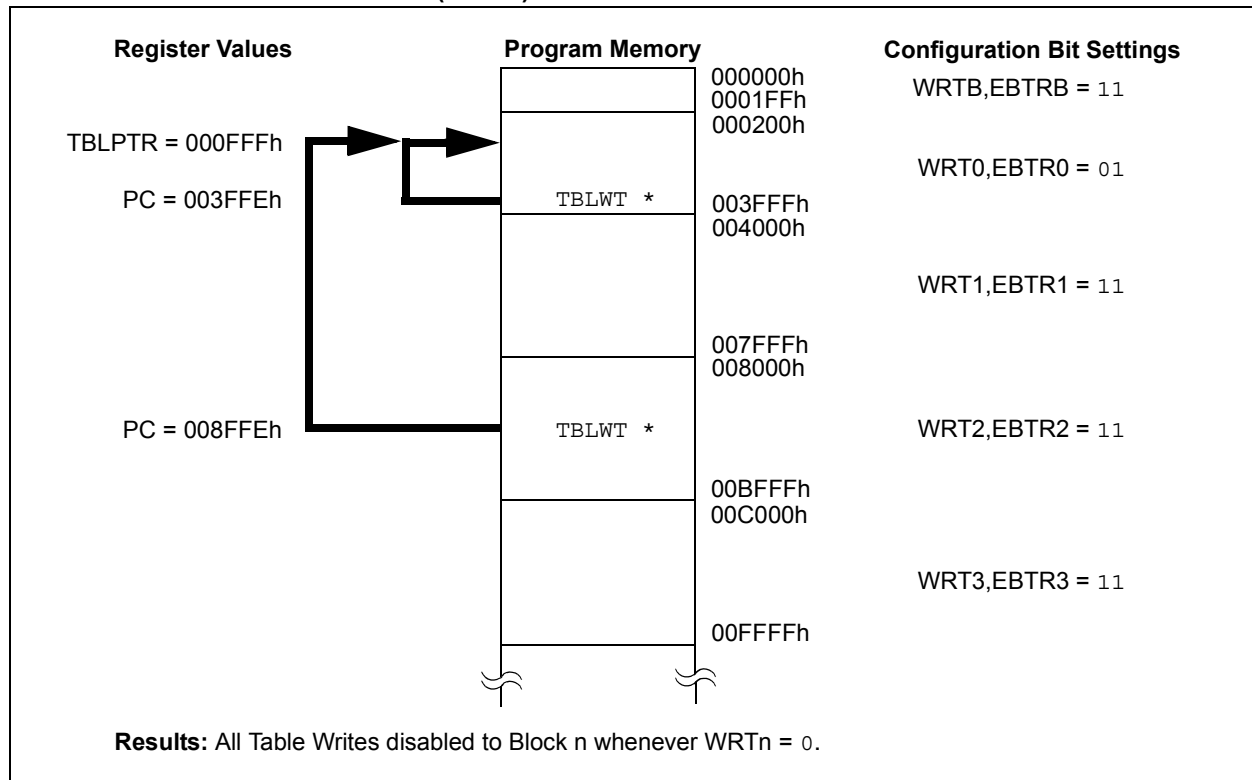 Register Values Program Memory Configuration Bit Settings
000000h WRTB,EBTRB = 11
0001FFh
000200h
TBLPTR = 000FFFh
WRT0,EBTR0 = 01
PC = 003FFEh TBLWT * 003FFFh
004000h
WRT1,EBTR1 = 11
007FFFh
008000h
PC = 008FFEh TBLWT * WRT2,EBTR2 = 11
00BFFFh
00C000h
WRT3,EBTR3 = 11
00FFFFh
Results: All Table Writes disabled to Block n whenever WRTn = 0.